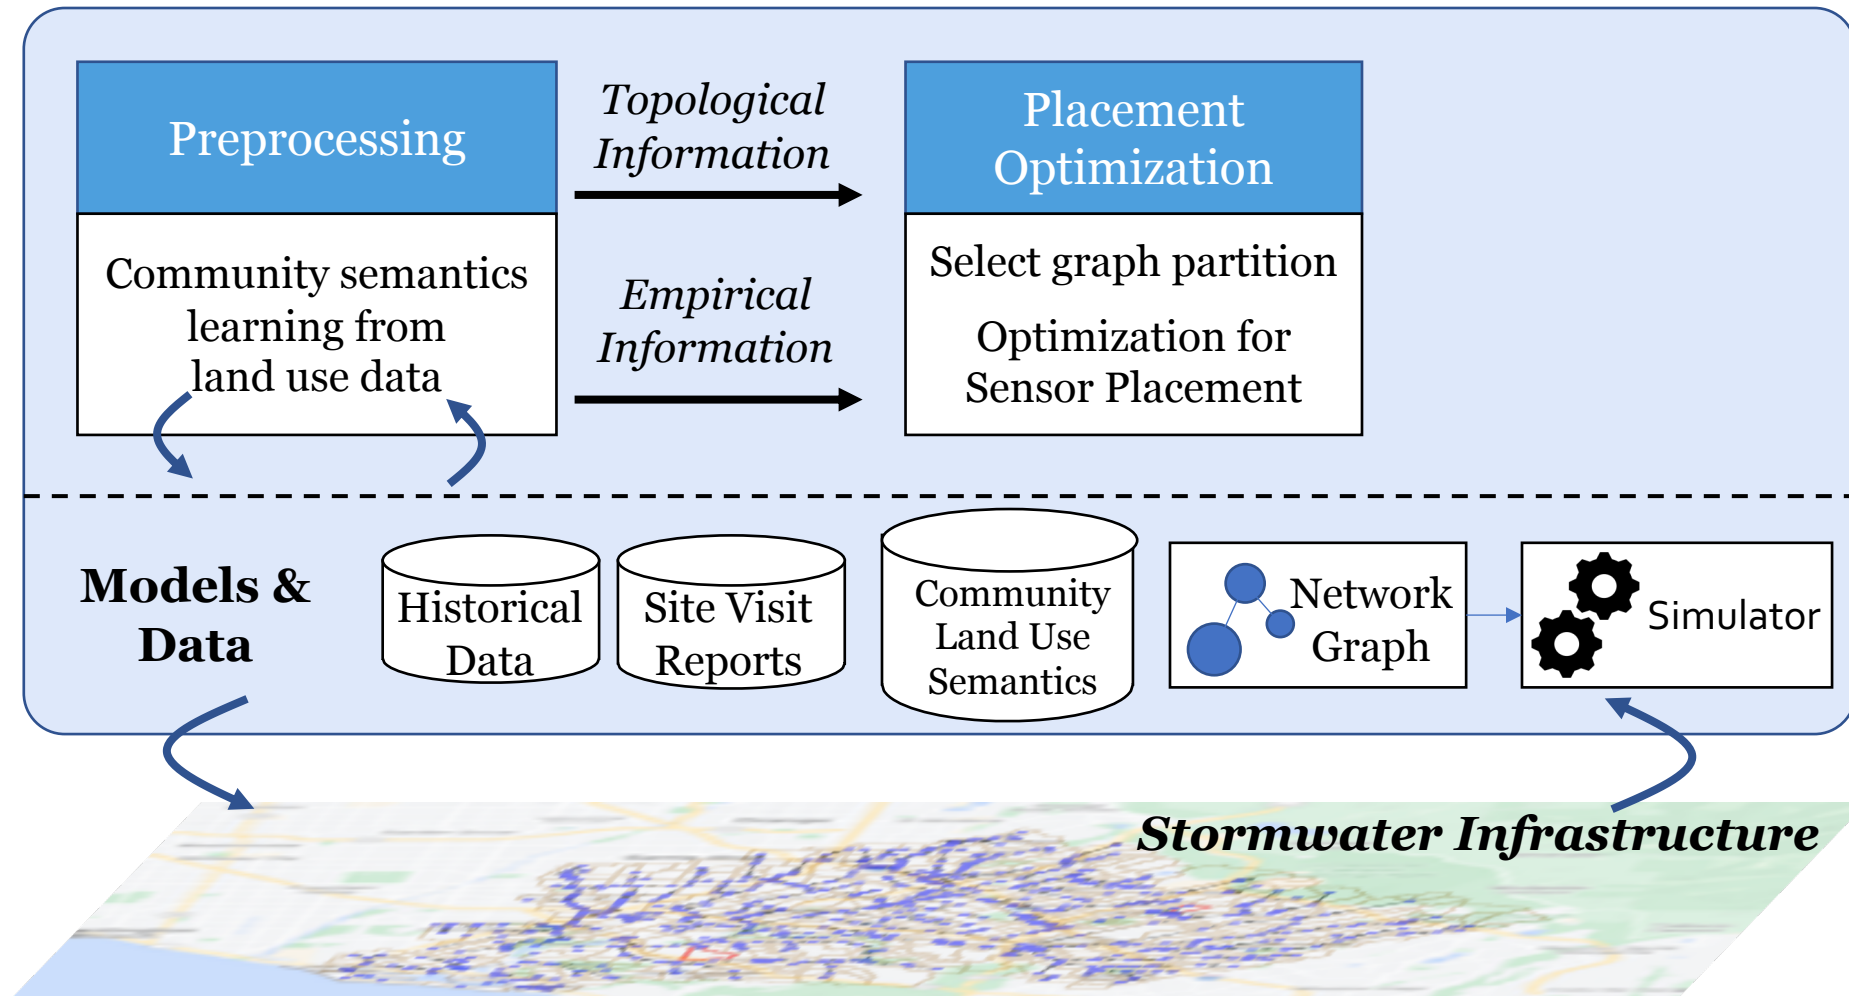 Preprocessing
Community semantics
learning from
land use data
Topological
Information
Empirical
Information
Placement
Optimization
Select graph partition
Optimization for
Sensor Placement
Models &
Data
Historical
Data
Site Visit
Reports
Community
Land Use
Semantics
Network
Graph
Simulator
Stormwater Infrastructure